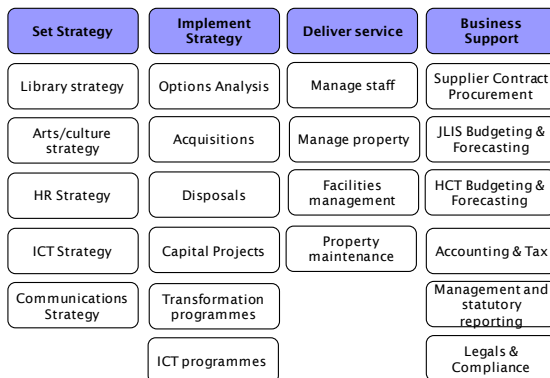 Set Strategy
Library strategy
Arts/culture
strategy
HR Strategy
ICT Strategy
Communications
Strategy
Implement
Strategy
Options Analysis
Acquisitions
Disposals
Capital Projects
Transformation
programmes
ICT programmes
Deliver service
Manage staff
Manage property
Facilities
management
Property
maintenance
Business
Support
Supplier Contract
Procurement
JLIS Budgeting &
Forecasting
HCT Budgeting &
Forecasting
Accounting & Tax
Management and
statutory
reporting
Legals &
Compliance